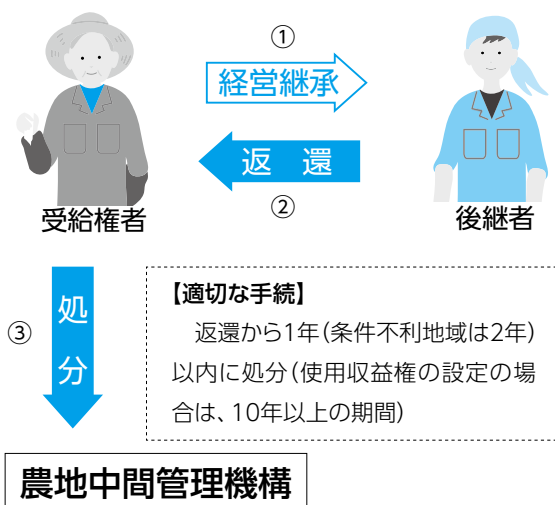 ①
経営継承
返 還
②
受給権者
後継者
③
処分
【適切な手続】
返還から1年(条件不利地域は2年)
以内に処分(使用収益権の設定の場
合は、10年以上の期間)
農地中間管理機構